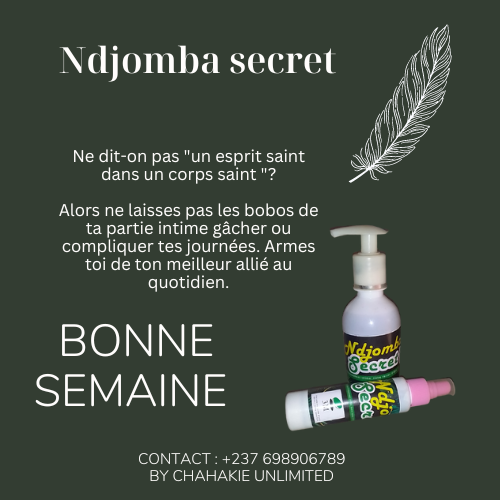 Ndjomba secret
Ne dit-on pas "un esprit saint
dans un corps saint "?
Alors ne laisses pas les bobos de
ta partie intime gâcher ou
compliquer tes journées. Armes
toi de ton meilleur allié au
quotidien.
BONNE
SEMAINE
Ndjomba
Secret
CONTACT : +237 698906789
BY CHAHAKIE UNLIMITED